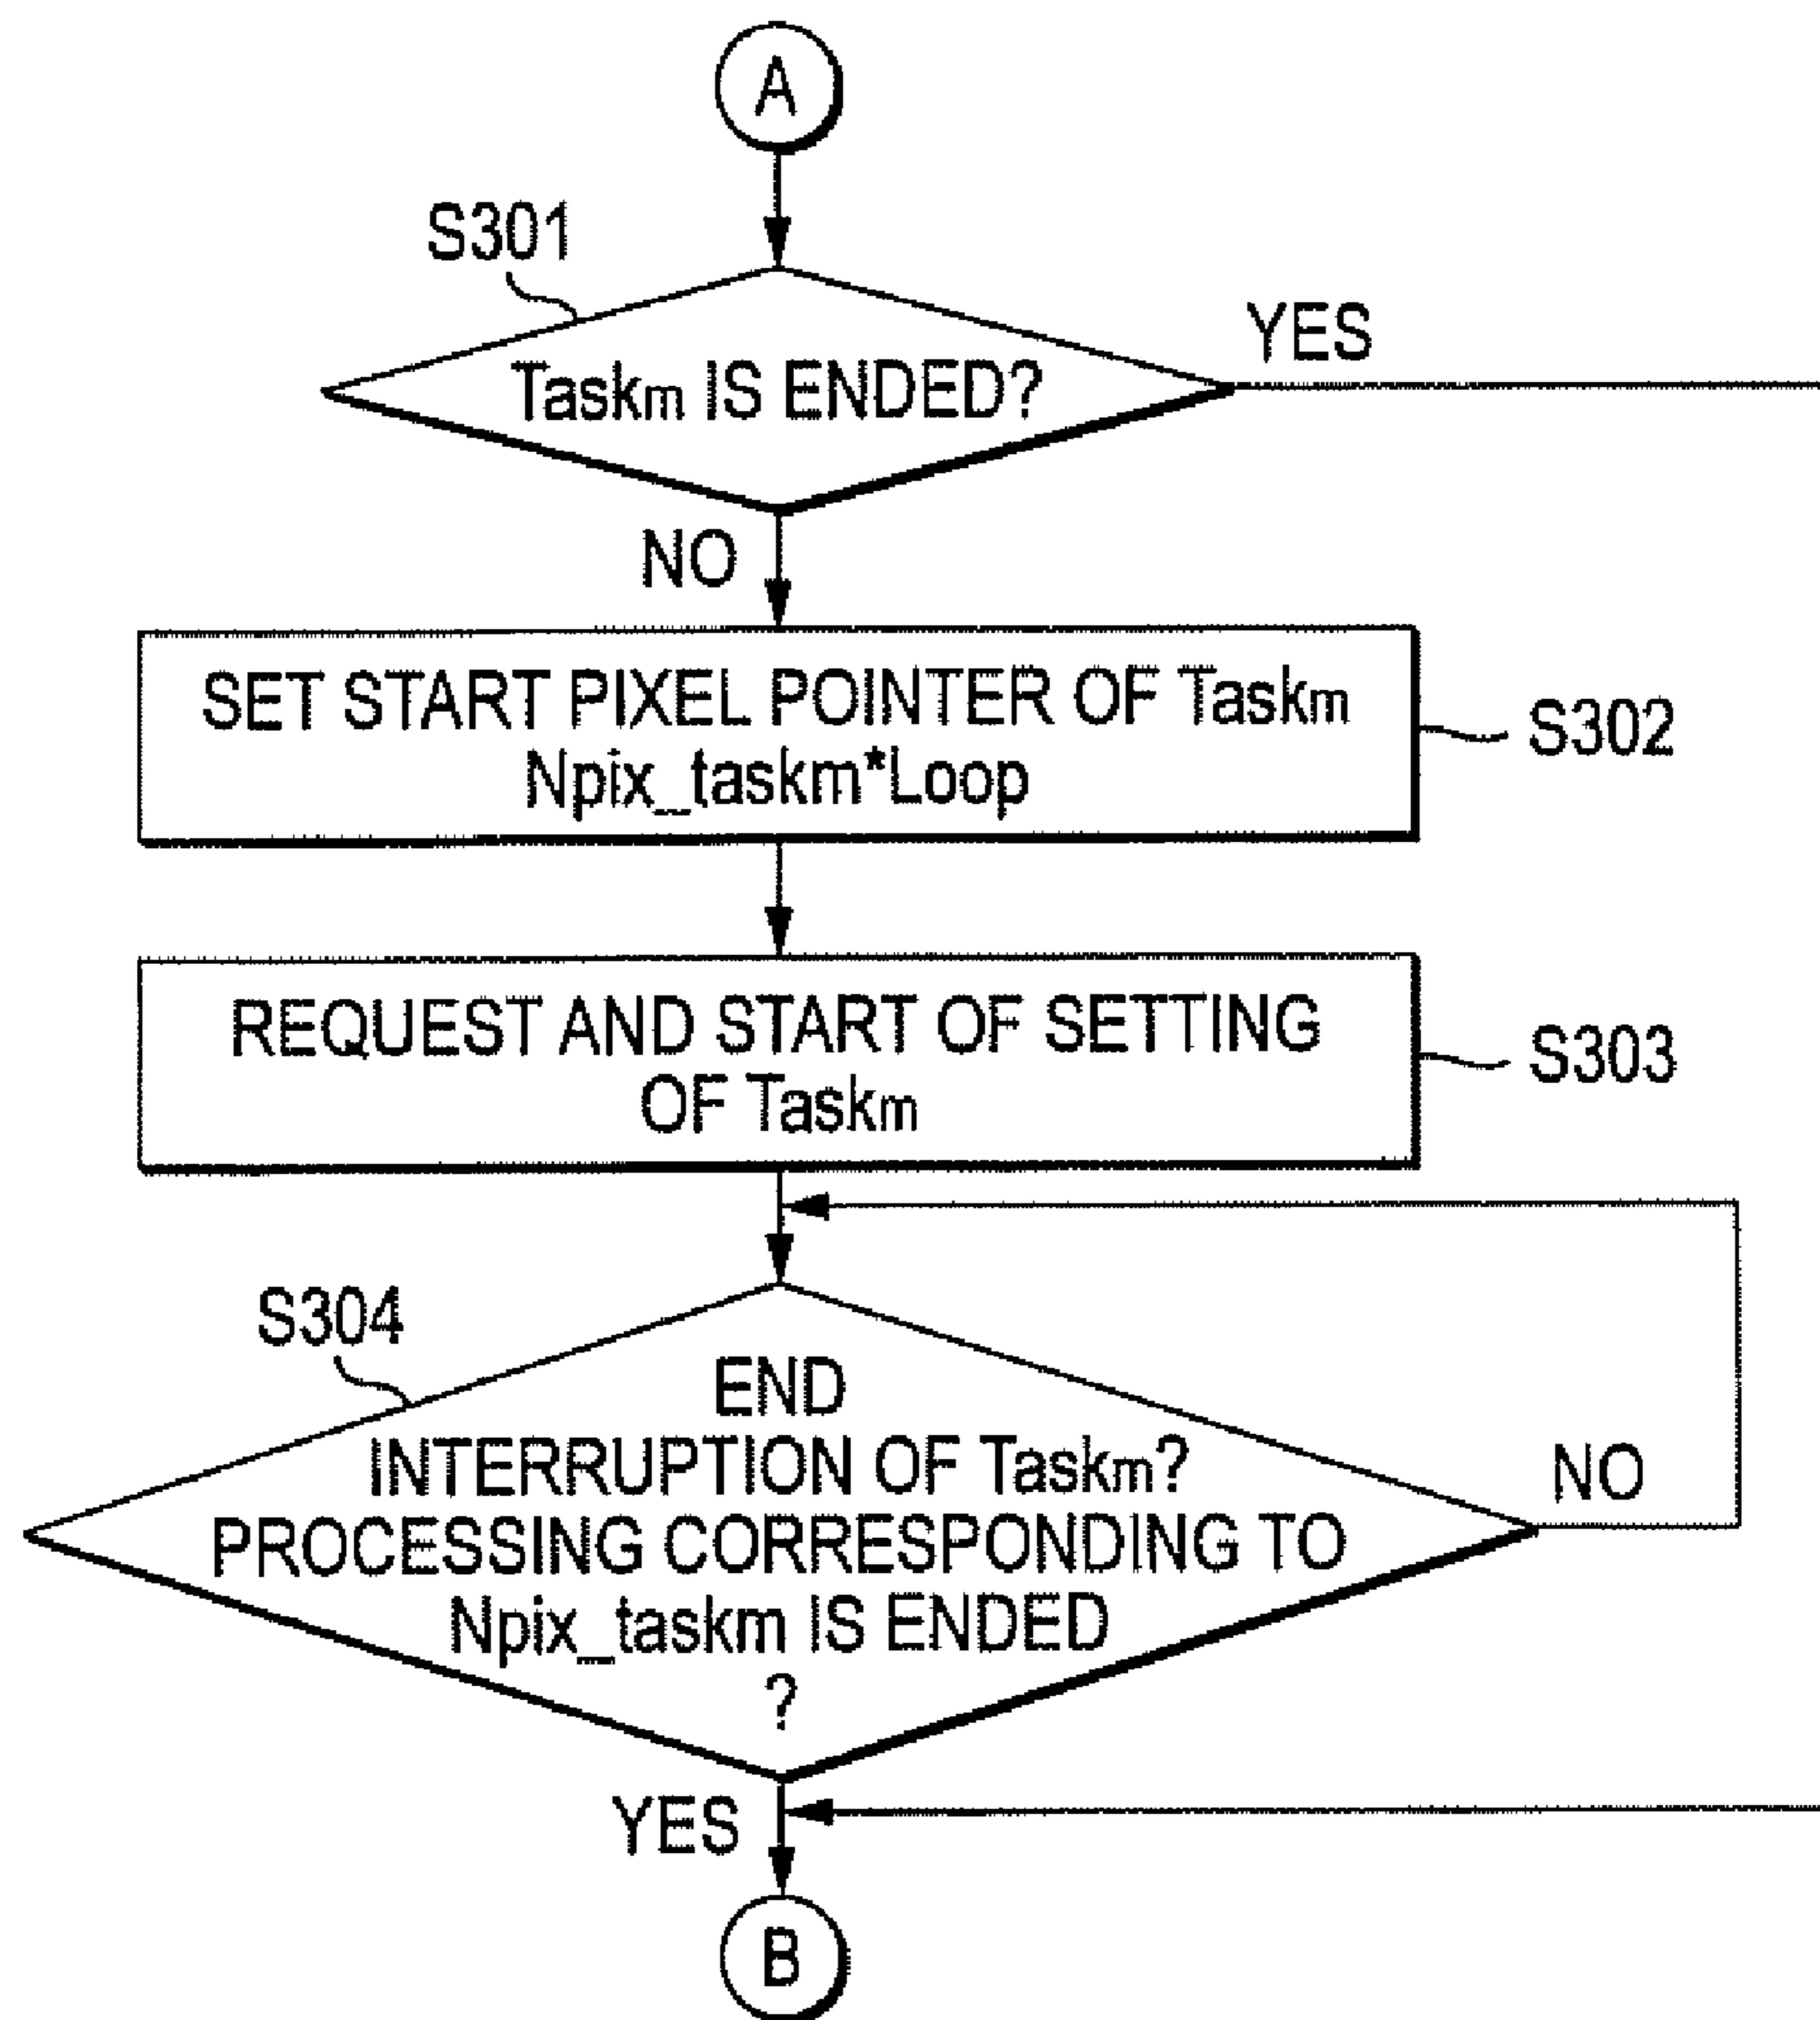 A
S301
Taskm IS ENDED?
YES
NO
SET START PIXEL POINTER OF Taskm
Npix_taskm*Loop
S302
REQUEST AND START OF SETTING
OF Taskm
S303
S304
END
INTERRUPTION OF Taskm?
PROCESSING CORRESPONDING TO
Npix_taskm IS ENDED
?
NO
YES
B